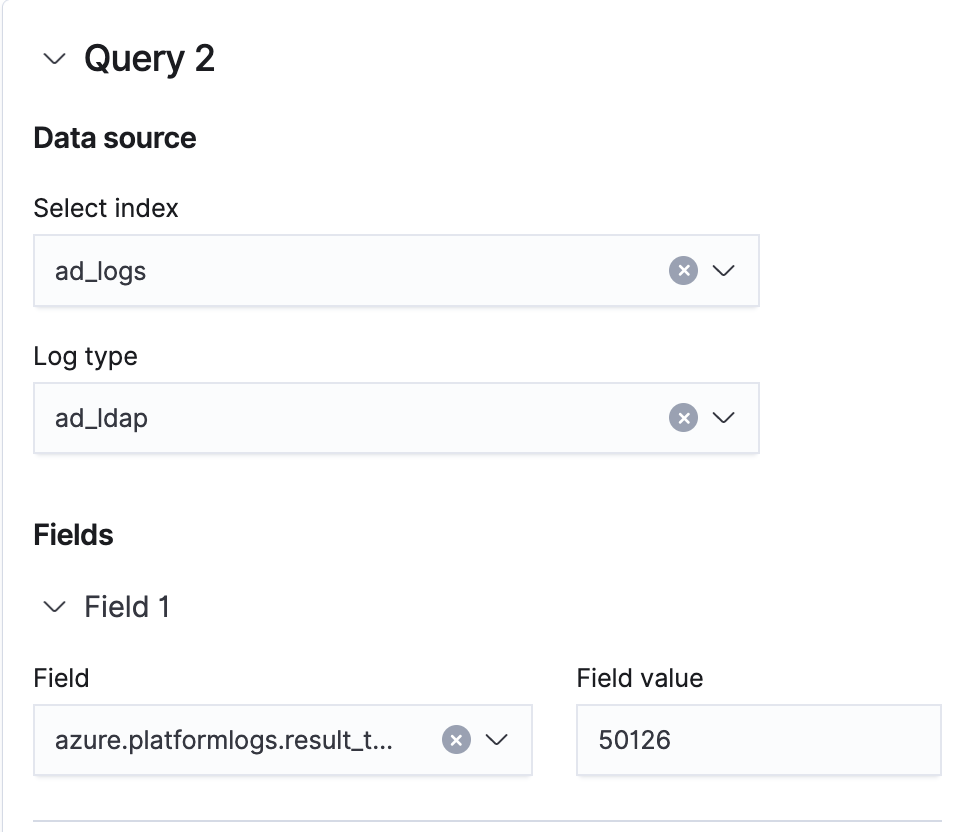 Query 2
Data source
Select index
ad_logs
Log type
ad_ldap
Fields
Field 1
Field Field value
azure.platformlogs.result_t... 50126